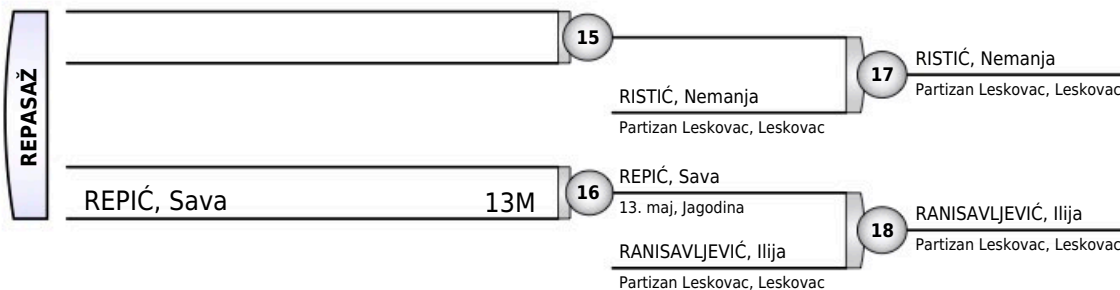 REPASAŽ
15
RISTIĆ, Nemanja
Partizan Leskovac, Leskovac
17
RISTIĆ, Nemanja
Partizan Leskovac, Leskovac
REPIĆ, Sava 13M
16
REPIĆ, Sava
13. maj, Jagodina
RANISAVLJEVIĆ, Ilija
Partizan Leskovac, Leskovac
18
RANISAVLJEVIĆ, Ilija
Partizan Leskovac, Leskovac